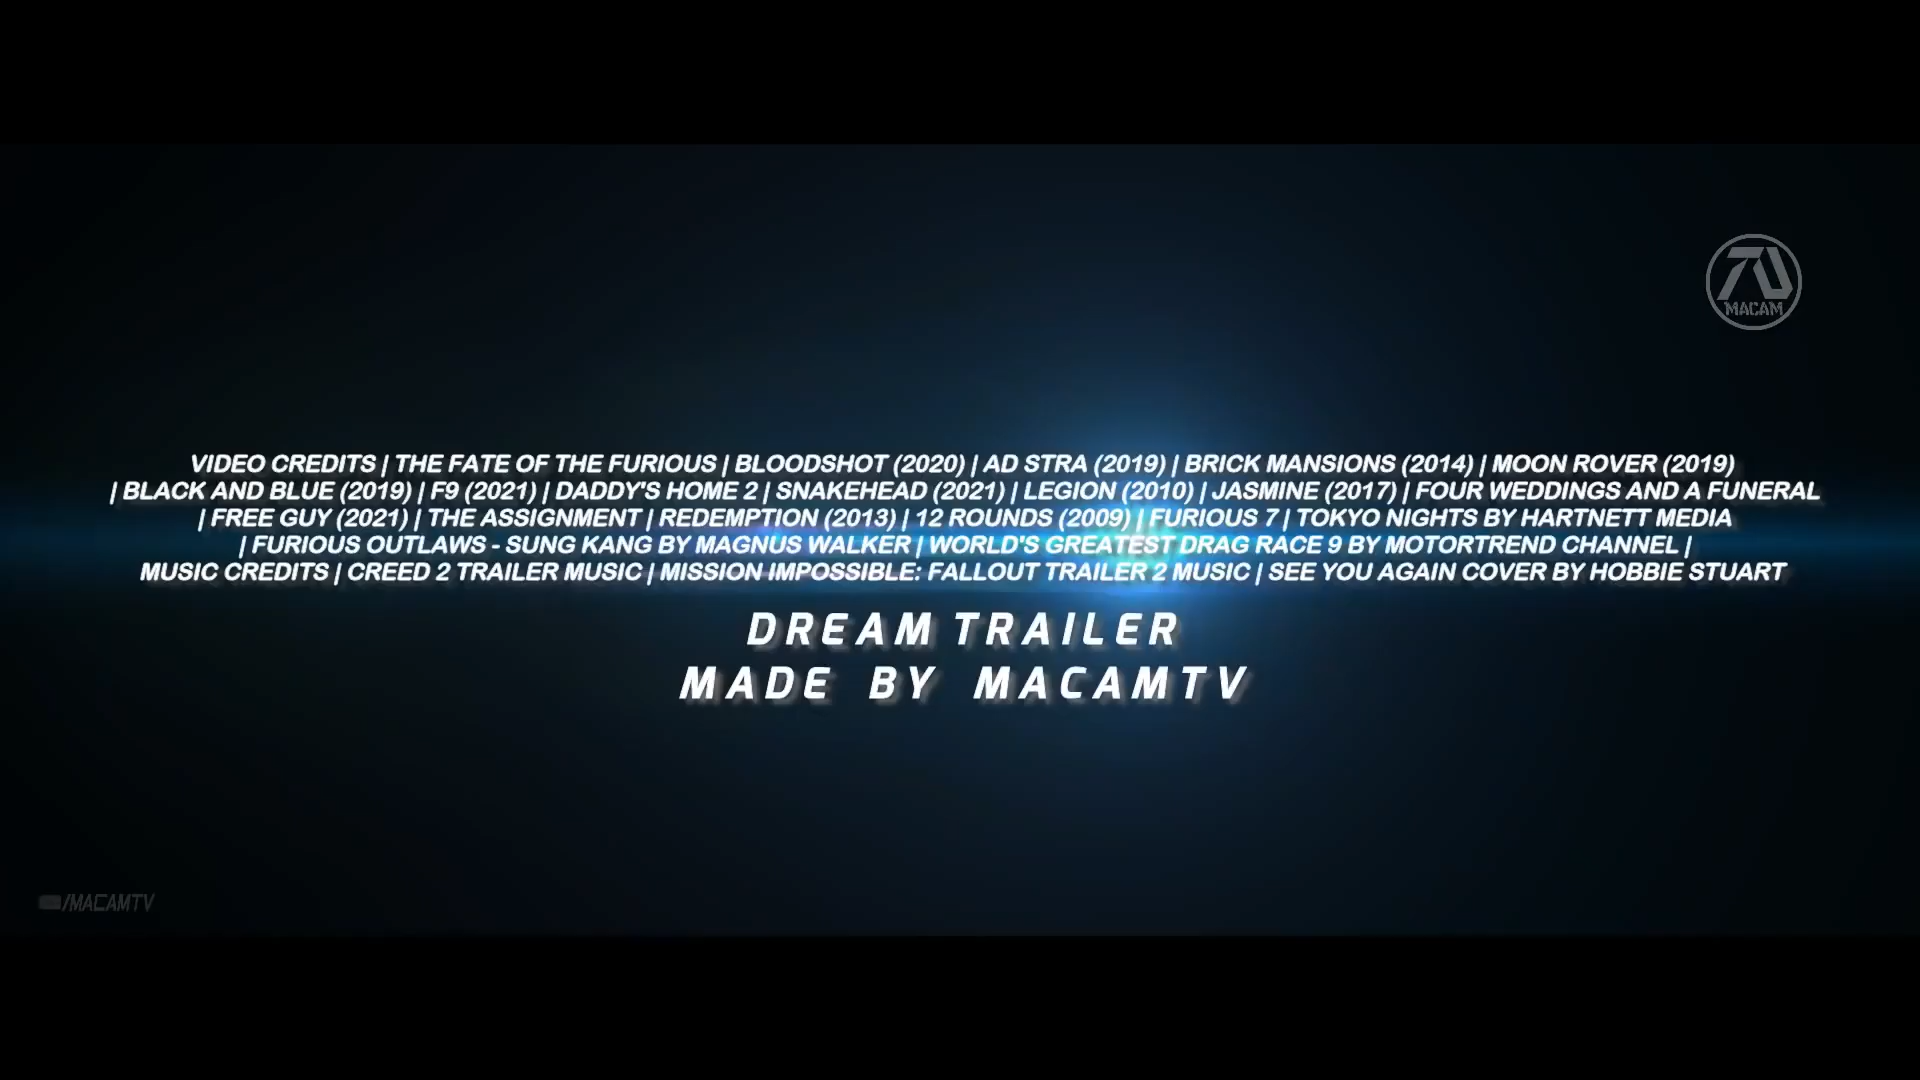 MACAM
VIDEO CREDITS | THE FATE OF THE FURIOUS | BLOODSHOT (2020) | AD STRA (2019) | BRICK MANSIONS (2014) | MOON ROVER (2019)
| BLACK AND BLUE (2019) | F9 (2021) | DADDY'S HOME 2 | SNAKEHEAD (2021) | LEGION (2010) | JASMINE (2017) | FOUR WEDDINGS AND A FUNERAL
| FREE GUY (2021) | THE ASSIGNMENT | REDEMPTION (2013) | 12 ROUNDS (2009) | FURIOUS 7 | TOKYO NIGHTS BY HARTNETT MEDIA
| FURIOUS OUTLAWS - SUNG KANG BY MAGNUS WALKER | WORLD'S GREATEST DRAG RACE 9 BY MOTORTREND CHANNEL |
MUSIC CREDITS | CREED 2 TRAILER MUSIC | MISSION IMPOSSIBLE: FALLOUT TRAILER 2 MUSIC | SEE YOU AGAIN COVER BY HOBBIE STUART
DREAM TRAILER
MADE BY MACAMTV
/MACAMTV